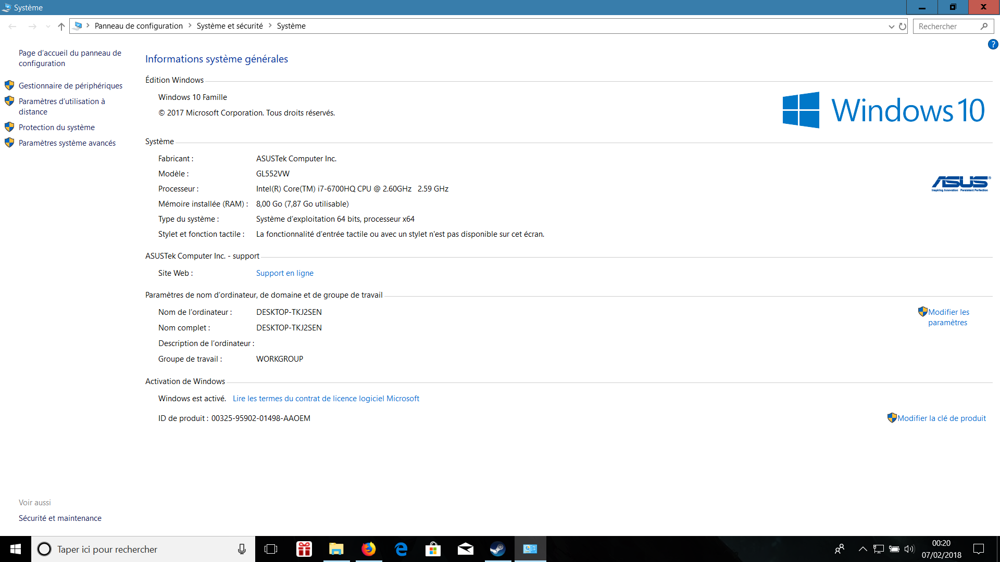 Système
Panneau de configuration
Système et sécurité
Système
Rechercher
?
Page d'accueil du panneau de
configuration
Gestionnaire de périphériques
Paramètres d'utilisation à
distance
Protection du système
Paramètres système avancés
Informations système générales
Édition Windows
Windows 10 Famille
© 2017 Microsoft Corporation. Tous droits réservés.
Windows 10
Système
Fabricant : ASUSTek Computer Inc.
Modèle : GL552VW
Processeur : Intel(R) Core(TM) i7-6700HQ CPU @ 2.60GHz 2.59 GHz
Mémoire installée (RAM) : 8,00 Go (7,87 Go utilisable)
Type du système : Système d'exploitation 64 bits, processeur x64
Stylet et fonction tactile : La fonctionnalité d'entrée tactile ou avec un stylet n'est pas disponible sur cet écran.
ASUS®
Inspiring Innovation Persistent Perfection
ASUSTek Computer Inc. - support
Site Web : Support en ligne
Paramètres de nom d'ordinateur, de domaine et de groupe de travail
Nom de l'ordinateur : DESKTOP-TKJ2SEN
Nom complet : DESKTOP-TKJ2SEN
Description de l'ordinateur :
Groupe de travail : WORKGROUP
Modifier les
paramètres
Activation de Windows
Windows est activé. Lire les termes du contrat de licence logiciel Microsoft
ID de produit : 00325-95902-01498-AAOEM
Modifier la clé de produit
Voir aussi
Sécurité et maintenance
Taper ici pour rechercher
00:20
07/02/2018